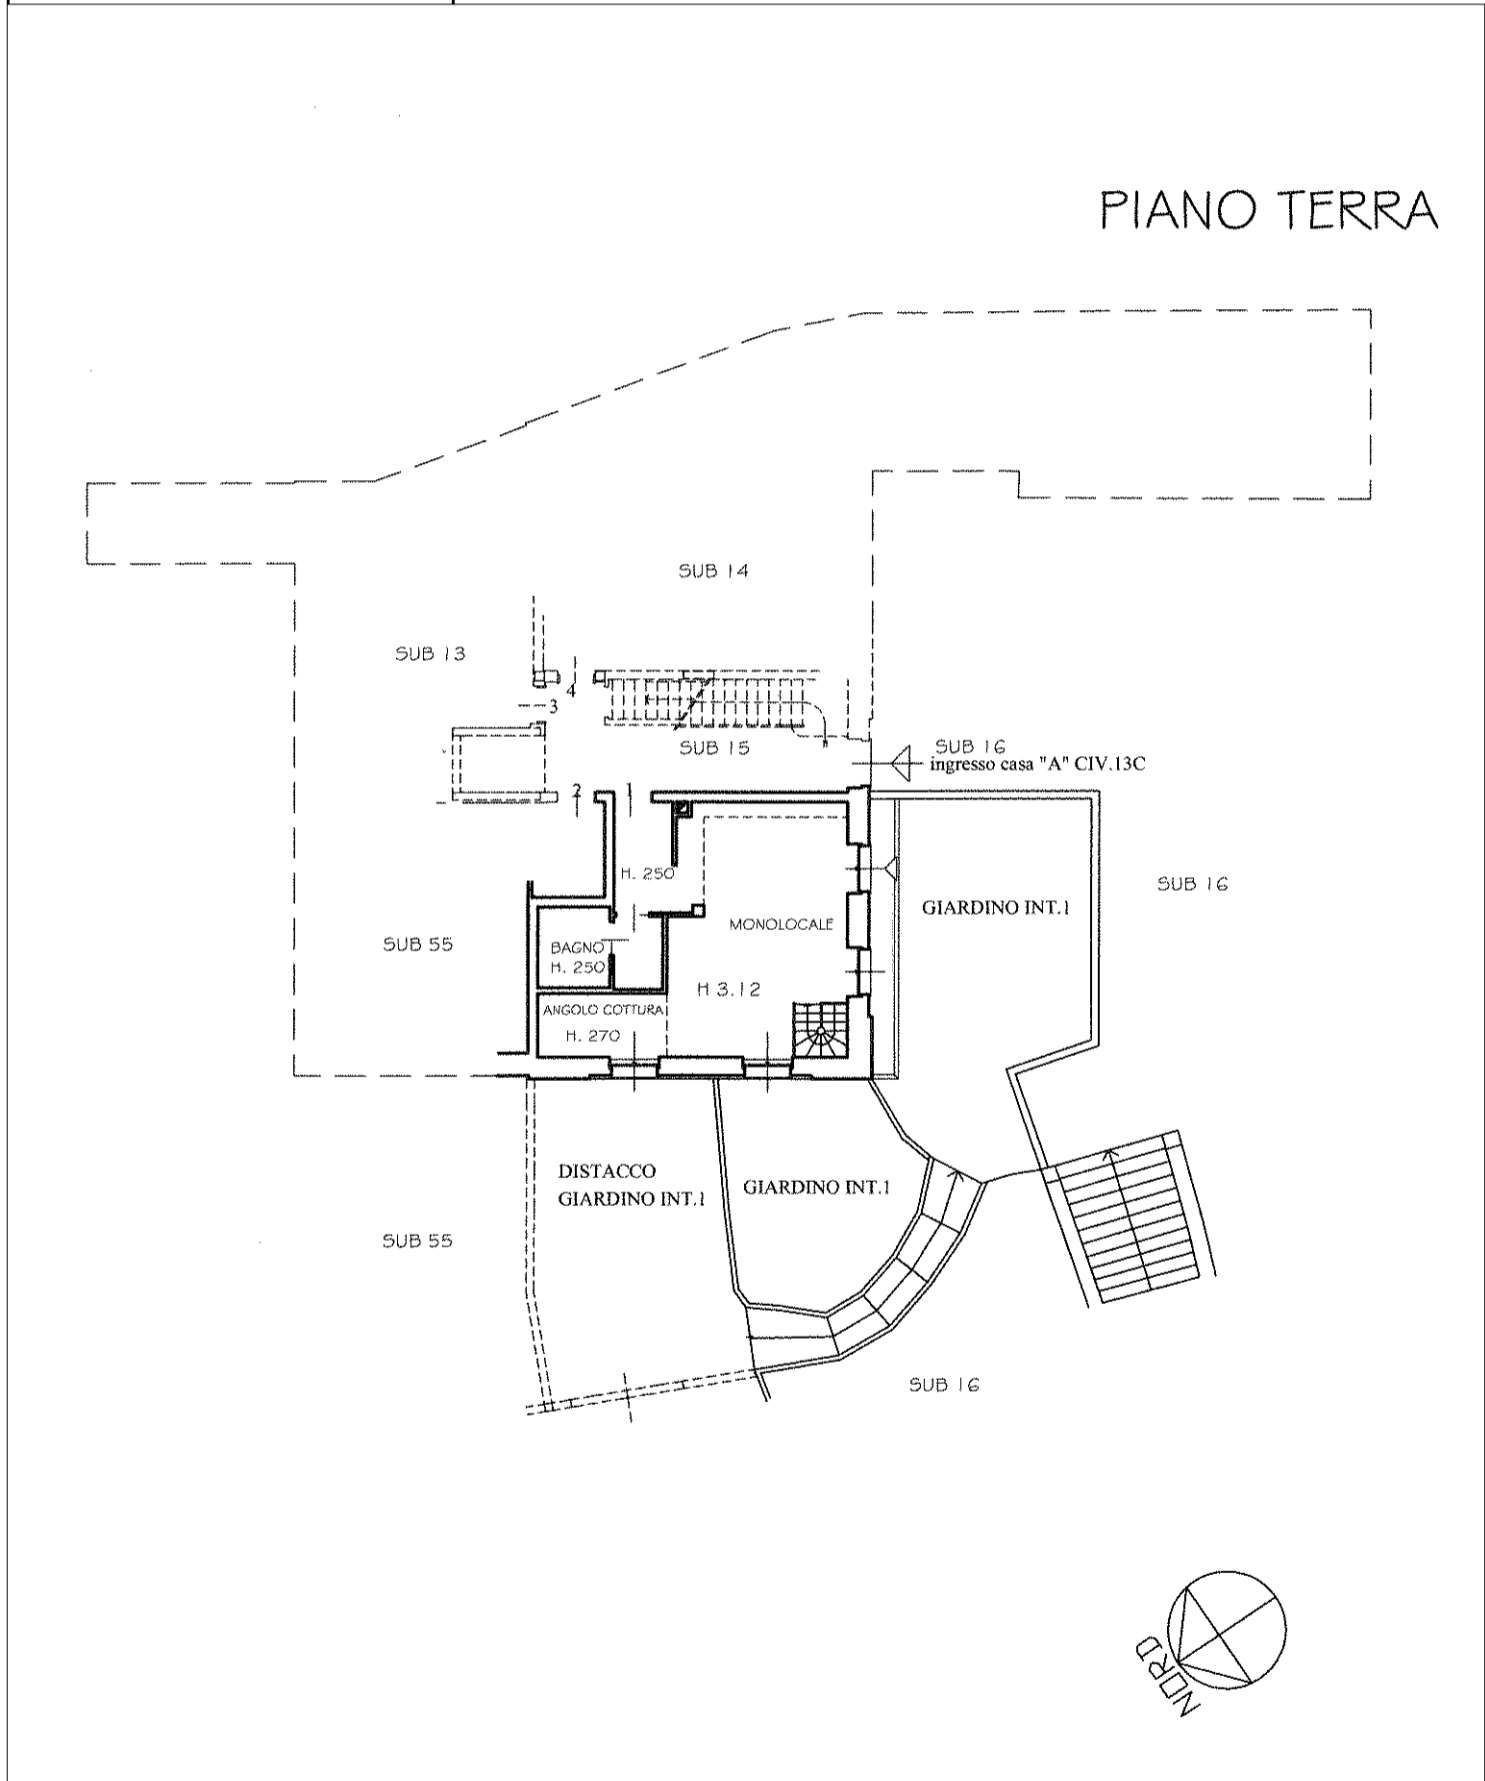 PIANO TERRA
SUB 14
SUB 13
4
3
SUB 15
SUB 16
ingresso casa "A" CIV.13C
2
1
H. 250
SUB 16
GIARDINO INT.1
MONOLOCALE
SUB 55
BAGNO
H. 250
H 3.12
ANGOLO COTTURA
H. 270
DISTACCO
GIARDINO INT.1
GIARDINO INT.1
SUB 55
SUB 16
NORD